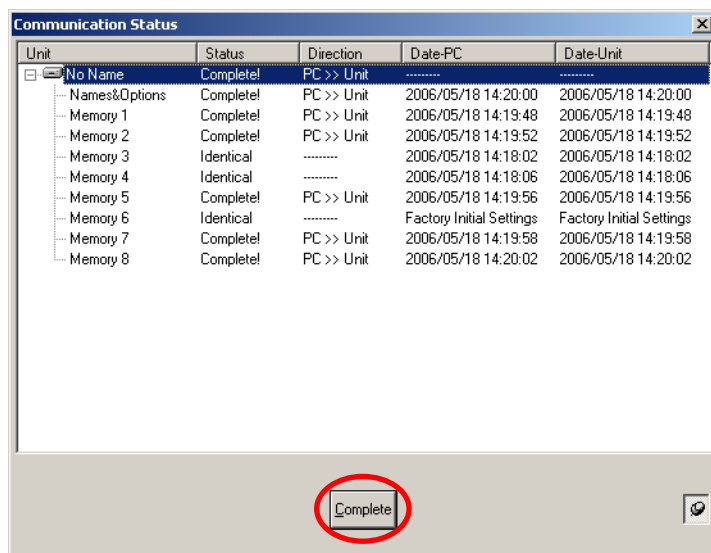 Communication Status
Unit Status Direction Date-PC Date-Unit
No Name Complete! PC >> Unit --------- ---------
Names&Options Complete! PC >> Unit 2006/05/18 14:20:00 2006/05/18 14:20:00
Memory 1 Complete! PC >> Unit 2006/05/18 14:19:48 2006/05/18 14:19:48
Memory 2 Complete! PC >> Unit 2006/05/18 14:19:52 2006/05/18 14:19:52
Memory 3 Identical --------- 2006/05/18 14:18:02 2006/05/18 14:18:02
Memory 4 Identical --------- 2006/05/18 14:18:06 2006/05/18 14:18:06
Memory 5 Complete! PC >> Unit 2006/05/18 14:19:56 2006/05/18 14:19:56
Memory 6 Identical --------- Factory Initial Settings Factory Initial Settings
Memory 7 Complete! PC >> Unit 2006/05/18 14:19:58 2006/05/18 14:19:58
Memory 8 Complete! PC >> Unit 2006/05/18 14:20:02 2006/05/18 14:20:02
Complete